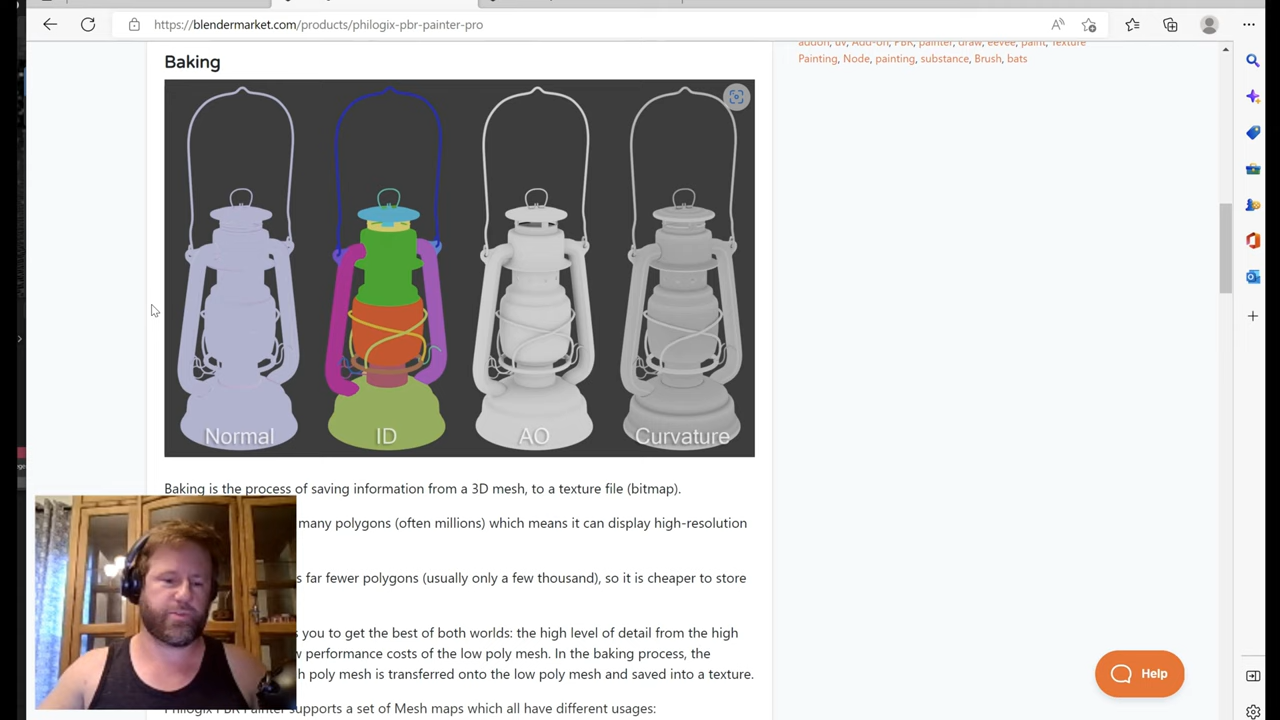 https://blendermarket.com/products/philogix-pbr-painter-pro
addon, uv, Add-on, PBR, painter, draw, eevee, paint, Texture
Painting, Node, painting, substance, Brush, bats
Baking
Normal ID AO Curvature
Baking is the process of saving information from a 3D mesh, to a texture file (bitmap).
many polygons (often millions) which means it can display high-resolution
far fewer polygons (usually only a few thousand), so it is cheaper to store
you to get the best of both worlds: the high level of detail from the high
performance costs of the low poly mesh. In the baking process, the
poly mesh is transferred onto the low poly mesh and saved into a texture.
Philogix PBR Painter supports a set of Mesh maps which all have different usages:
Help